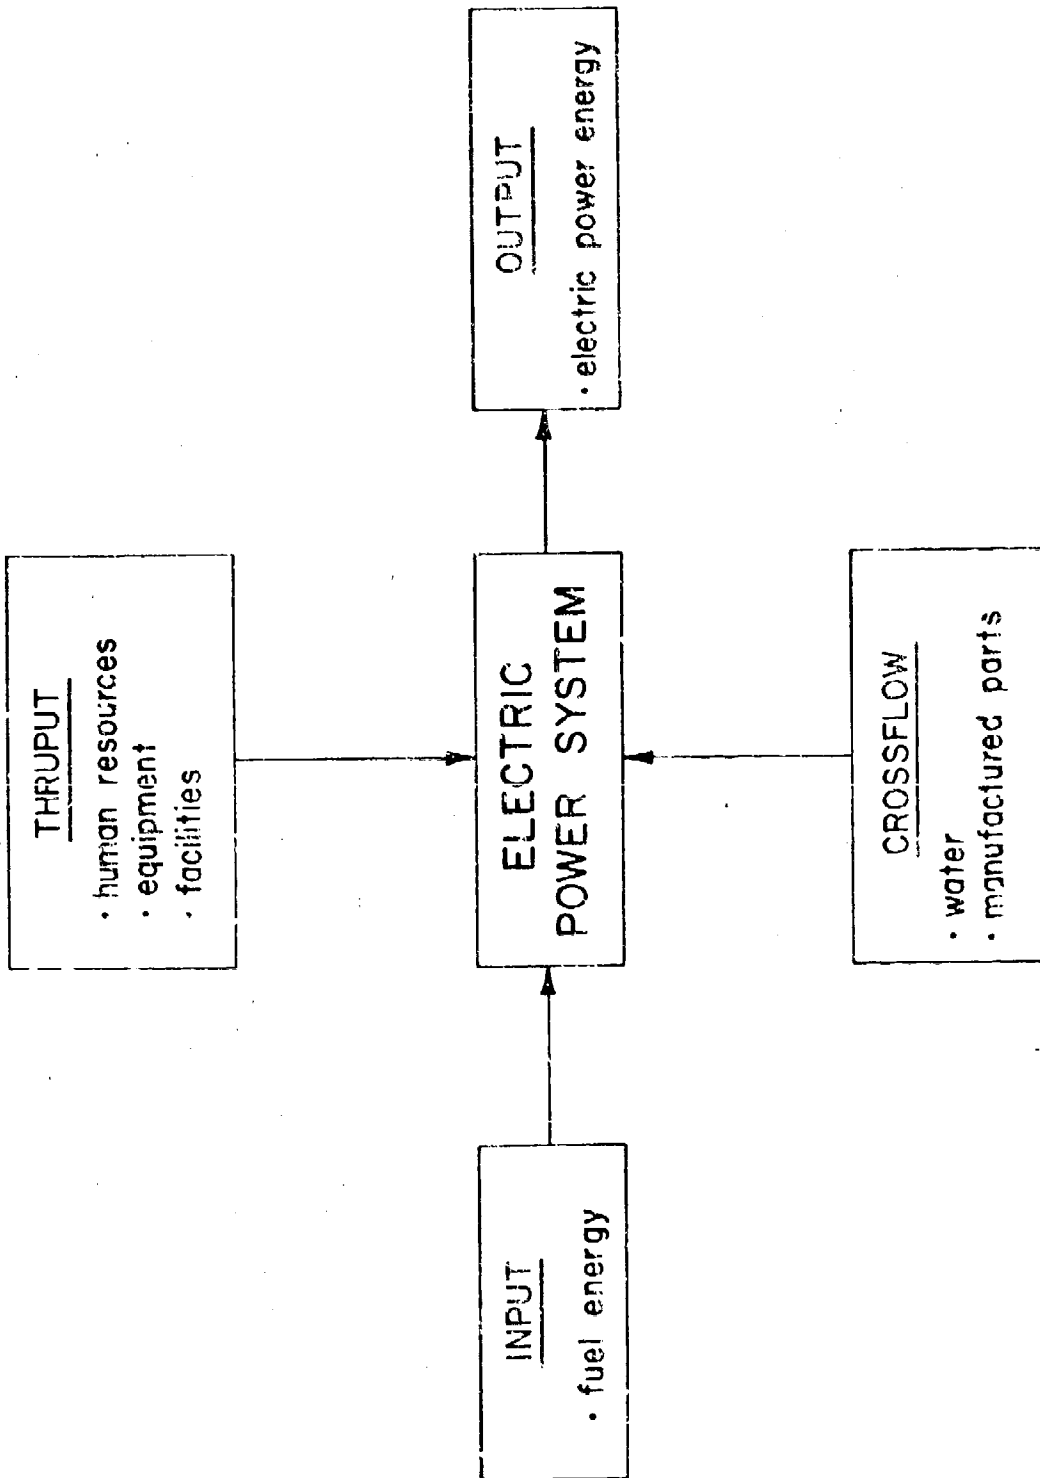 THRUPUT
· human resources
· equipment
· facilities
INPUT
· fuel energy
ELECTRIC
POWER SYSTEM
OUTPUT
· electric power energy
CROSSFLOW
· water
· manufactured parts